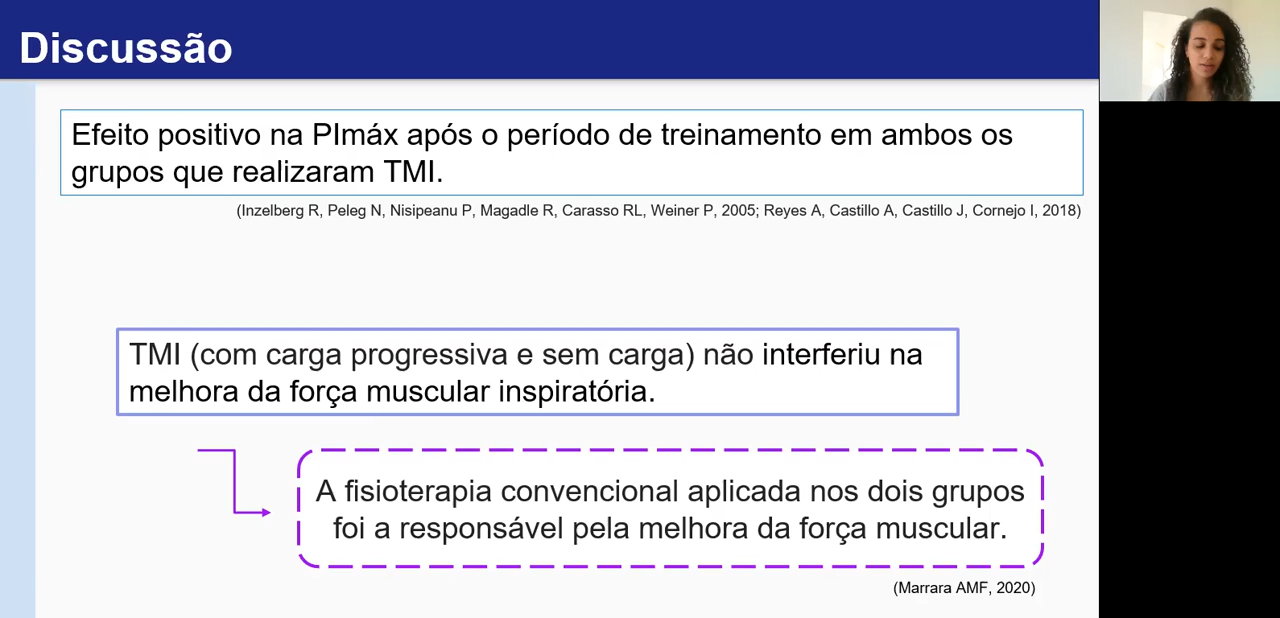 Discussão
Efeito positivo na PImáx após o período de treinamento em ambos os
grupos que realizaram TMI.
(Inzelberg R, Peleg N, Nisipeanu P, Magadle R, Carasso RL, Weiner P, 2005; Reyes A, Castillo A, Castillo J, Cornejo I, 2018)
TMI (com carga progressiva e sem carga) não interferiu na
melhora da força muscular inspiratória.
A fisioterapia convencional aplicada nos dois grupos
foi a responsável pela melhora da força muscular.
(Marrara AMF, 2020)